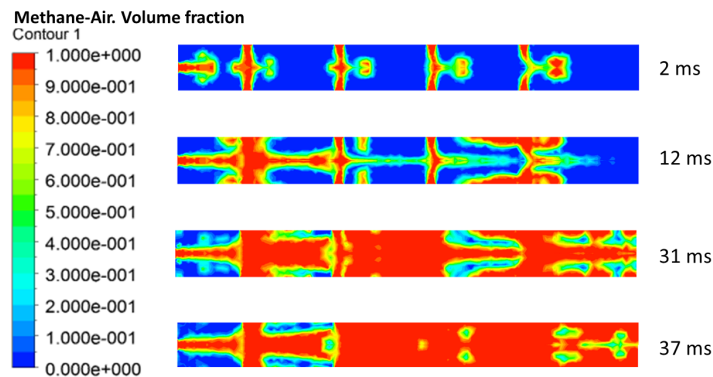 Methane-Air. Volume fraction
Contour 1
1.000e+000
9.000e-001
8.000e-001
7.000e-001
6.000e-001
5.000e-001
4.000e-001
3.000e-001
2.000e-001
1.000e-001
0.000e+000
2 ms
12 ms
31 ms
37 ms